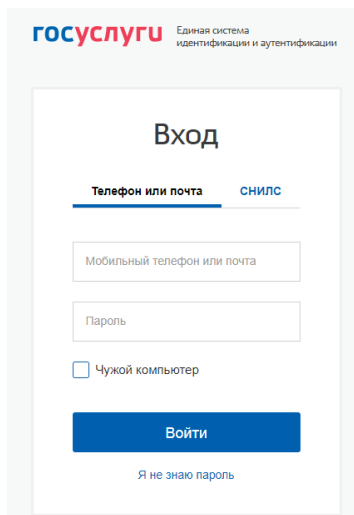 госуслуги
Единая система
идентификации и аутентификации
Вход
Телефон или почта СНИЛС
Мобильный телефон или почта
Пароль
Чужой компьютер
Войти
Я не знаю пароль